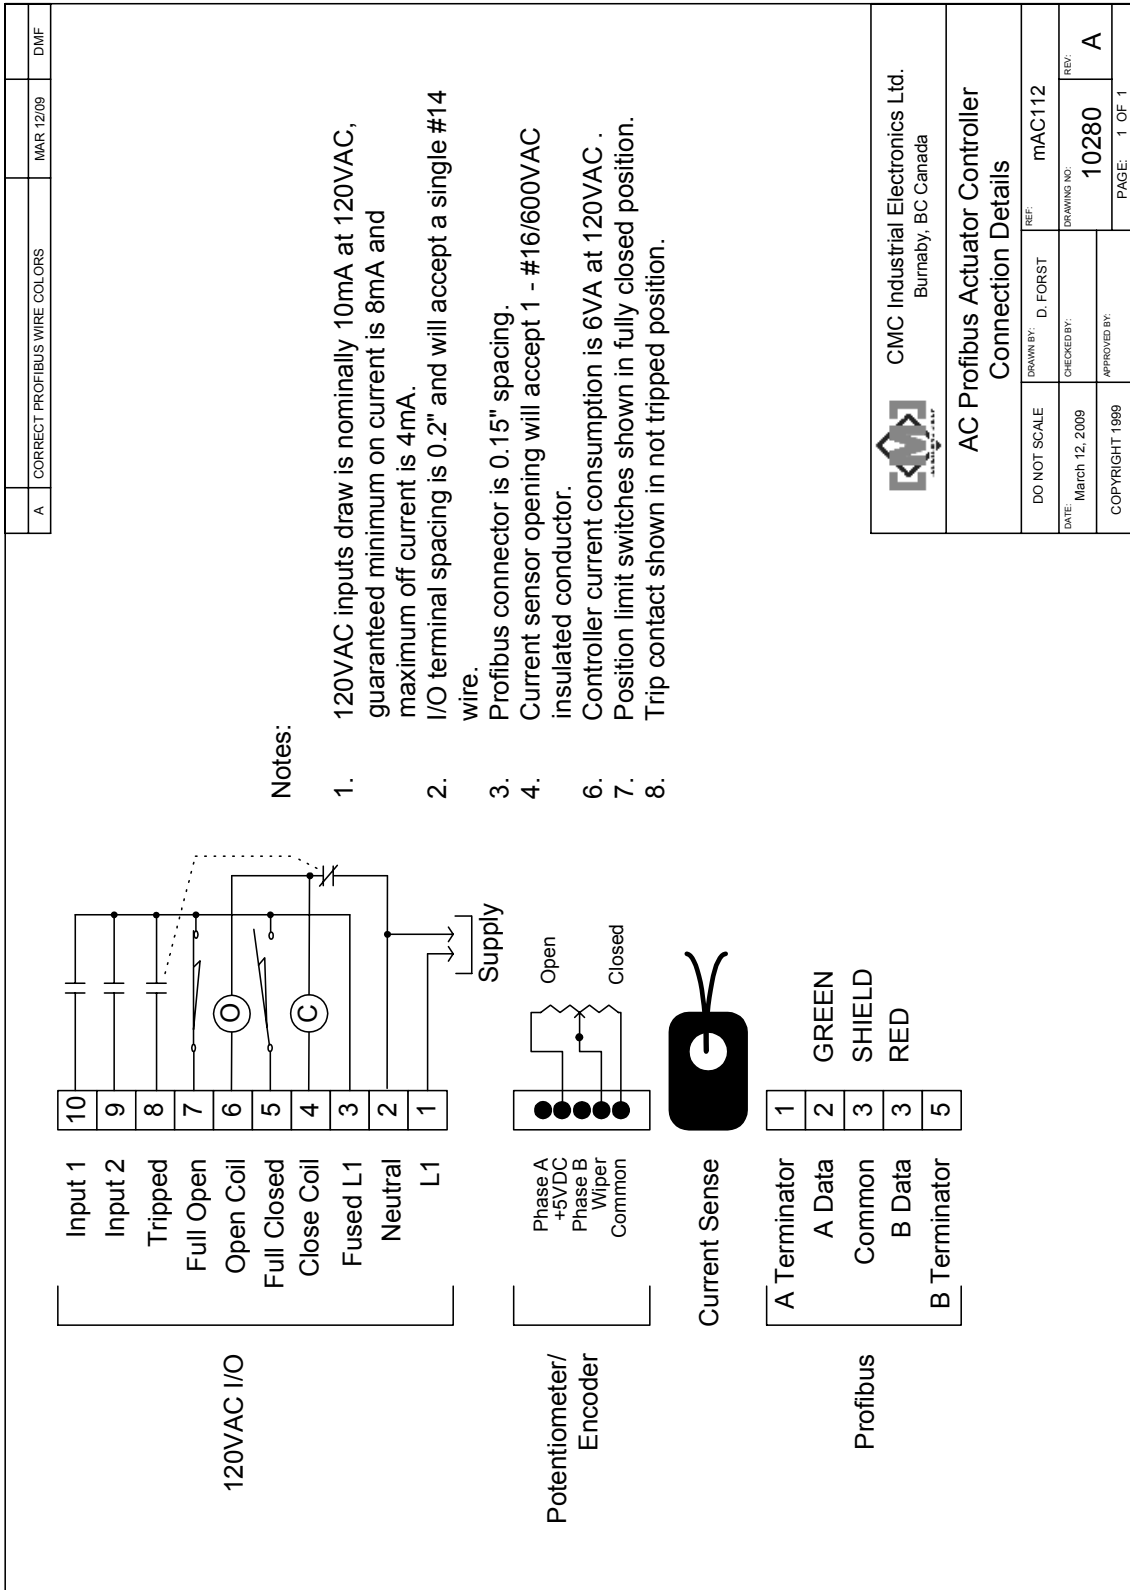 A CORRECT PROFIBUS WIRE COLORS MAR 12/09 DMF
120VAC I/O
Input 1 10
Input 2 9
Tripped 8
Full Open 7
Open Coil 6 O
Full Closed 5
Close Coil 4 C
Fused L1 3
Neutral 2
L1 1
Supply
Potentiometer/
Encoder
Phase A
+5VDC
Phase B
Wiper
Common
Open
Closed
Current Sense
Profibus
A Terminator 1
A Data 2 GREEN
Common 3 SHIELD
B Data 3 RED
B Terminator 5
Notes:
1. 120VAC inputs draw is nominally 10mA at 120VAC,
guaranteed minimum on current is 8mA and
maximum off current is 4mA.
2. I/O terminal spacing is 0.2" and will accept a single #14
wire.
3. Profibus connector is 0.15" spacing.
4. Current sensor opening will accept 1 - #16/600VAC
insulated conductor.
6. Controller current consumption is 6VA at 120VAC .
7. Position limit switches shown in fully closed position.
8. Trip contact shown in not tripped position.
CMC Industrial Electronics Ltd.
Burnaby, BC Canada
AC Profibus Actuator Controller
Connection Details
DO NOT SCALE
DRAWN BY: D. FORST
REF: mAC112
DATE: March 12, 2009
CHECKED BY:
DRAWING NO: 10280
REV: A
COPYRIGHT 1999
APPROVED BY:
PAGE: 1 OF 1